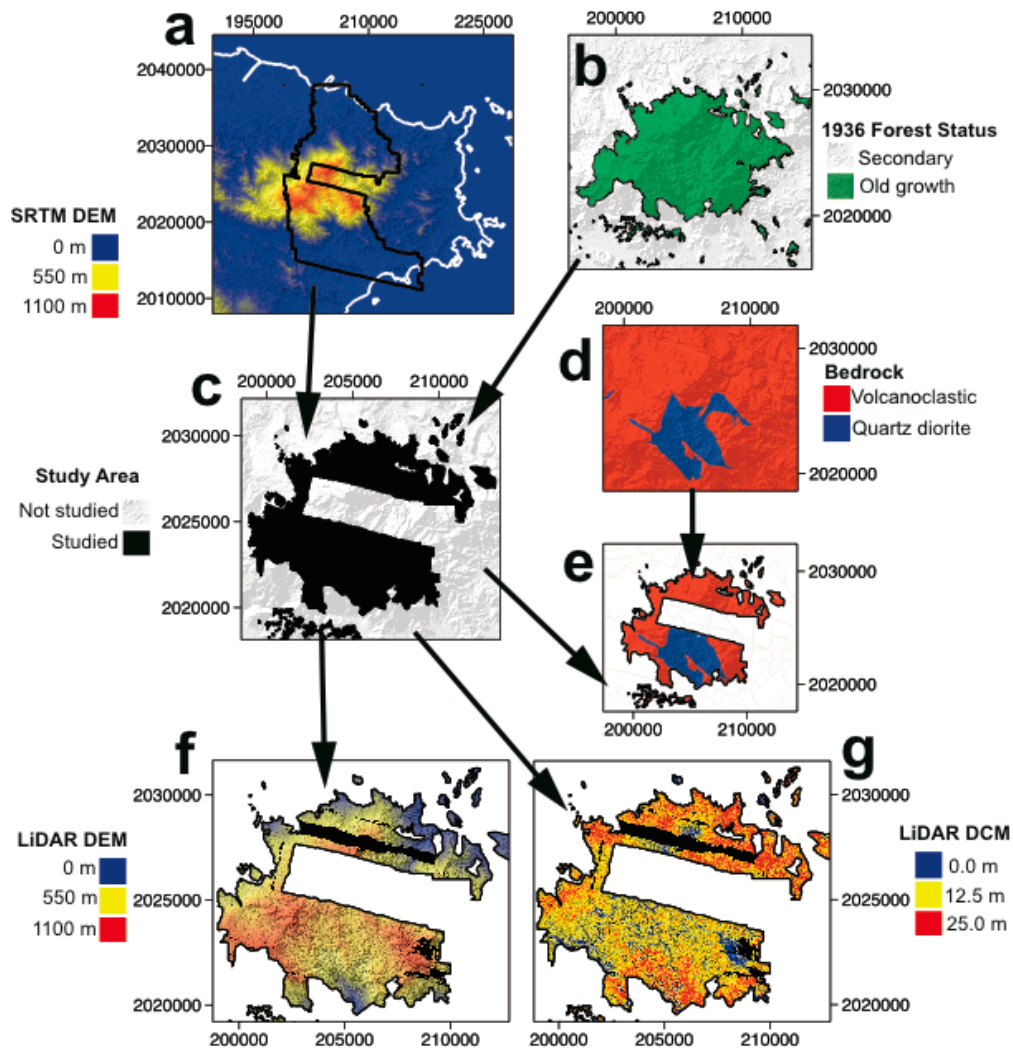 195000 210000 225000
a
2040000
2030000
2020000
2010000
SRTM DEM
0 m
550 m
1100 m
200000 210000
b
2030000
2020000
1936 Forest Status
Secondary
Old growth
200000 205000 210000
c
2030000
2025000
2020000
Study Area
Not studied
Studied
200000 210000
d
2030000
2020000
Bedrock
Volcanoclastic
Quartz diorite
e
2030000
2020000
200000 210000
f
2030000
2025000
2020000
LiDAR DEM
0 m
550 m
1100 m
200000 205000 210000
g
2030000
2025000
2020000
LiDAR DCM
0.0 m
12.5 m
25.0 m
200000 205000 210000